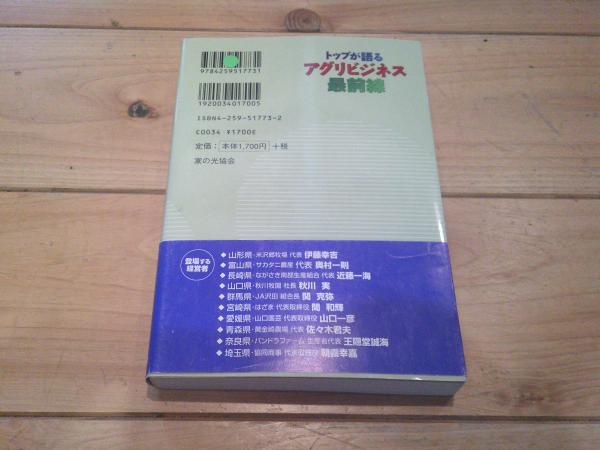 トップが語る
アグリビジネス
最前線
9784259517731
1920034017005
ISBN4-259-51773-2
C0034 ¥1700E
定価：本体1,700円＋税
家の光協会
登場する
経営者
◆山形県・米沢郷牧場 代表 伊藤幸吉
◆富山県・サカタニ農産 代表 奥村一則
◆長崎県・ながさき南部生産組合 代表 近藤一海
◆山口県・秋川牧園 社長 秋川 実
◆群馬県・JA沢田 組合長 関 克弥
◆宮崎県・はざま 代表取締役 間 和輝
◆愛媛県・山口園芸 代表取締役 山口一彦
◆青森県・黄金崎農場 代表 佐々木君夫
◆奈良県・パンドラファーム 生産者代表 王隠堂誠海
◆埼玉県・協同商事 代表取締役 朝霧幸嘉